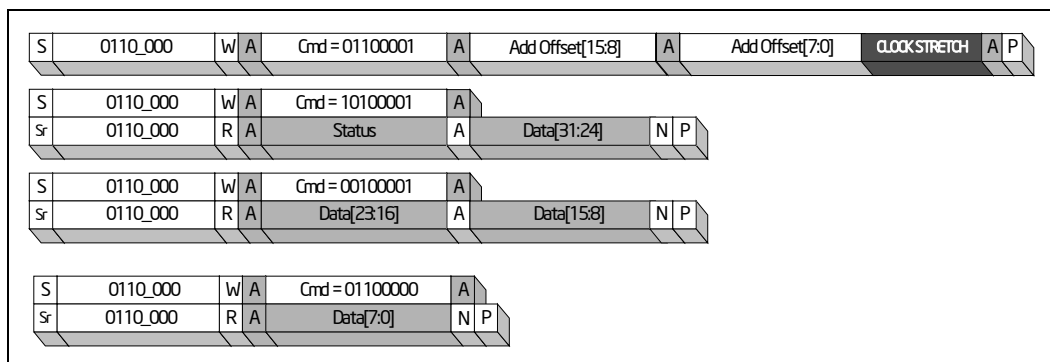 S 0110_000 W A Cmd = 01100001 A Add Offset[15:8] A Add Offset[7:0] CLOCK STRETCH A P
S 0110_000 W A Cmd = 10100001 A
Sr 0110_000 R A Status A Data[31:24] N P
S 0110_000 W A Cmd = 00100001 A
Sr 0110_000 R A Data[23:16] A Data[15:8] N P
S 0110_000 W A Cmd = 01100000 A
Sr 0110_000 R A Data[7:0] N P